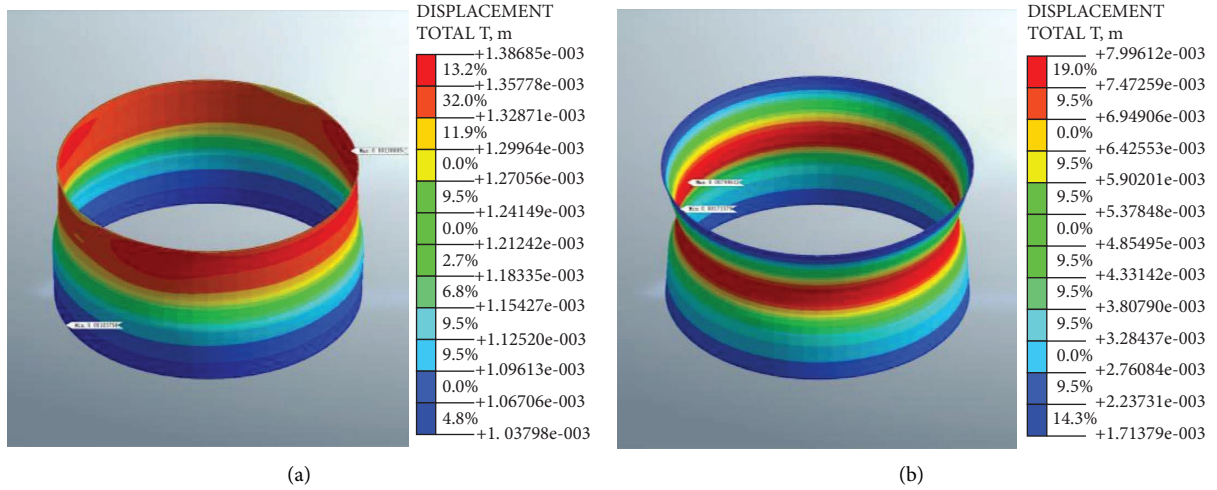 DISPLACEMENT
TOTAL T, m
+1.38685e-003
13.2%
+1.35778e-003
32.0%
+1.32871e-003
11.9%
+1.29964e-003
0.0%
+1.27056e-003
9.5%
+1.24149e-003
0.0%
+1.21242e-003
2.7%
+1.18335e-003
6.8%
+1.15427e-003
9.5%
+1.12520e-003
9.5%
+1.09613e-003
0.0%
+1.06706e-003
4.8%
+1. 03798e-003
(a)
DISPLACEMENT
TOTAL T, m
+7.99612e-003
19.0%
+7.47259e-003
9.5%
+6.94906e-003
0.0%
+6.42553e-003
9.5%
+5.90201e-003
9.5%
+5.37848e-003
9.5%
+4.85495e-003
9.5%
+4.33142e-003
9.5%
+3.80790e-003
9.5%
+3.28437e-003
0.0%
+2.76084e-003
9.5%
+2.23731e-003
14.3%
+1.71379e-003
(b)